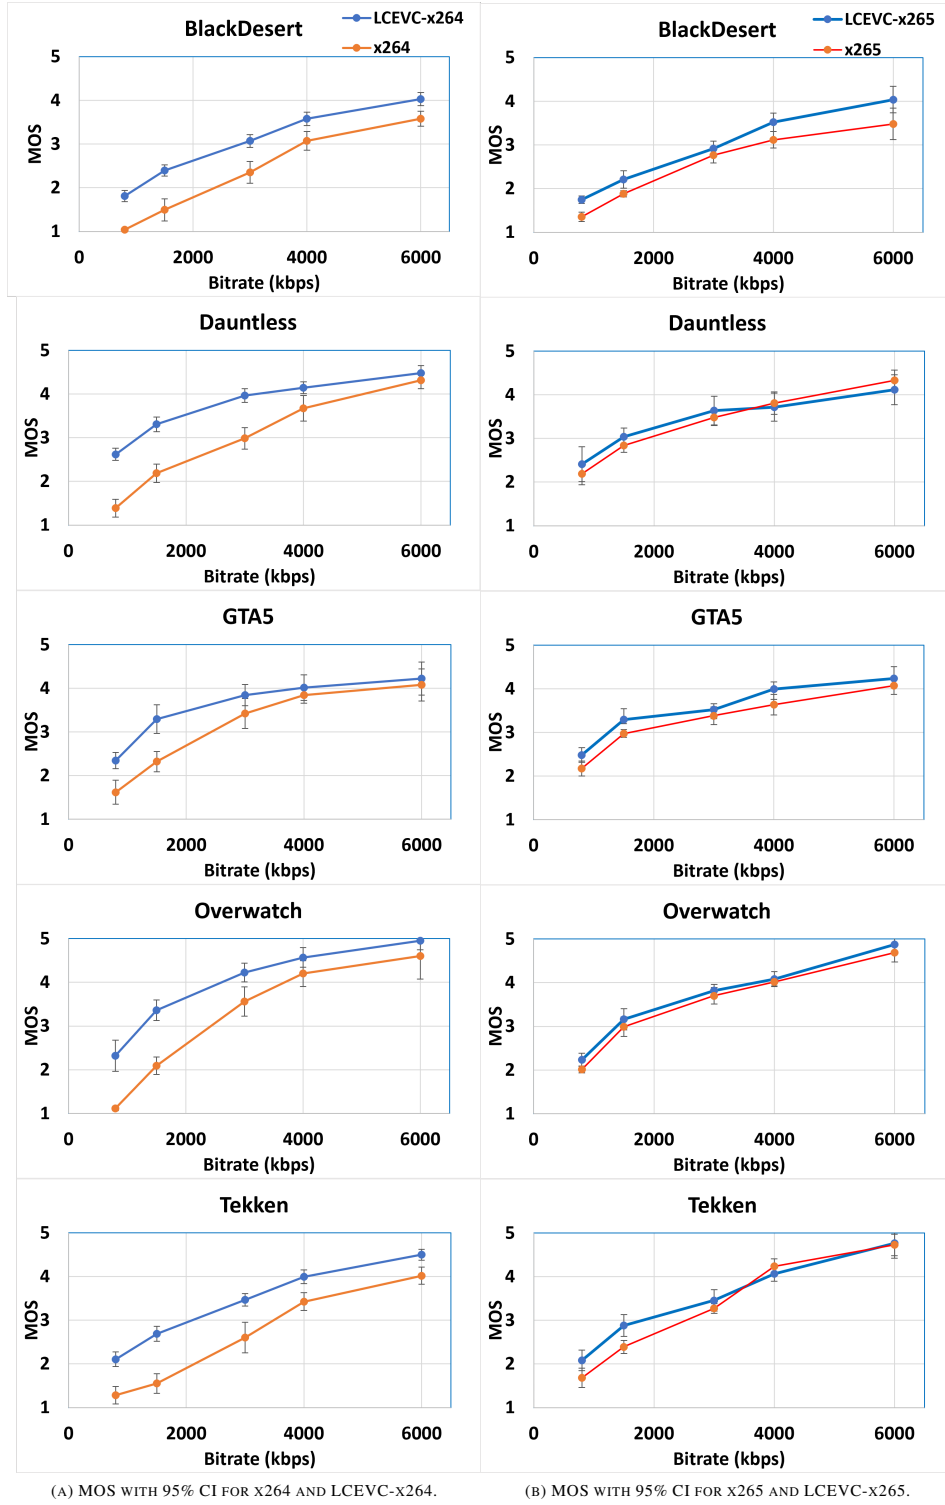 BlackDesert
LCEVC-x264
x264
5
4
3
2
1
MOS
0 2000 4000 6000
Bitrate (kbps)
BlackDesert
LCEVC-x265
x265
5
4
3
2
1
MOS
0 2000 4000 6000
Bitrate (kbps)
Dauntless
5
4
3
2
1
MOS
0 2000 4000 6000
Bitrate (kbps)
Dauntless
5
4
3
2
1
MOS
0 2000 4000 6000
Bitrate (kbps)
GTA5
5
4
3
2
1
MOS
0 2000 4000 6000
Bitrate (kbps)
GTA5
5
4
3
2
1
MOS
0 2000 4000 6000
Bitrate (kbps)
Overwatch
5
4
3
2
1
MOS
0 2000 4000 6000
Bitrate (kbps)
Overwatch
5
4
3
2
1
MOS
0 2000 4000 6000
Bitrate (kbps)
Tekken
5
4
3
2
1
MOS
0 2000 4000 6000
Bitrate (kbps)
Tekken
5
4
3
2
1
MOS
0 2000 4000 6000
Bitrate (kbps)
(A) MOS WITH 95% CI FOR X264 AND LCEVC-X264.
(B) MOS WITH 95% CI FOR X265 AND LCEVC-X265.